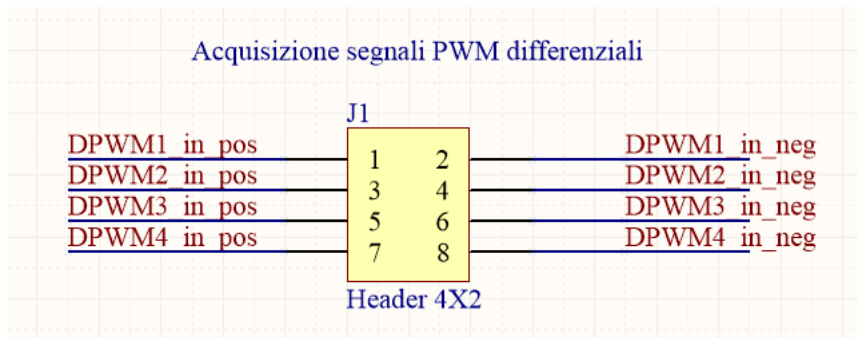 Acquisizione segnali PWM differenziali
J1
DPWM1_in_pos 1 2 DPWM1_in_neg
DPWM2_in_pos 3 4 DPWM2_in_neg
DPWM3_in_pos 5 6 DPWM3_in_neg
DPWM4_in_pos 7 8 DPWM4_in_neg
Header 4X2